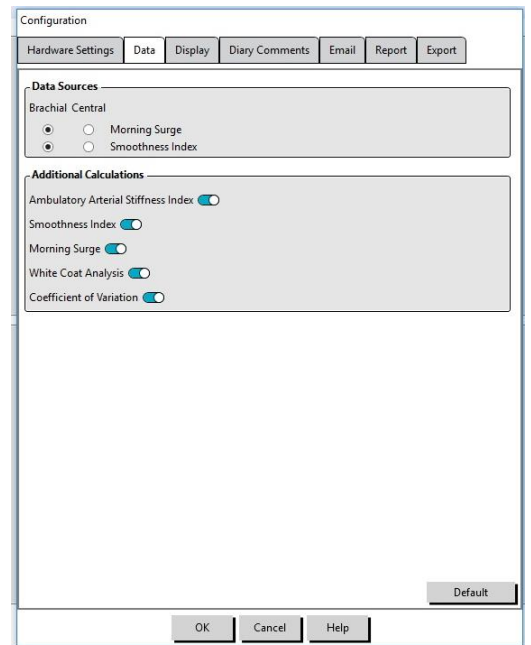 Configuration
Hardware Settings Data Display Diary Comments Email Report Export
Data Sources
Brachial Central
Morning Surge
Smoothness Index
Additional Calculations
Ambulatory Arterial Stiffness Index
Smoothness Index
Morning Surge
White Coat Analysis
Coefficient of Variation
Default
OK Cancel Help